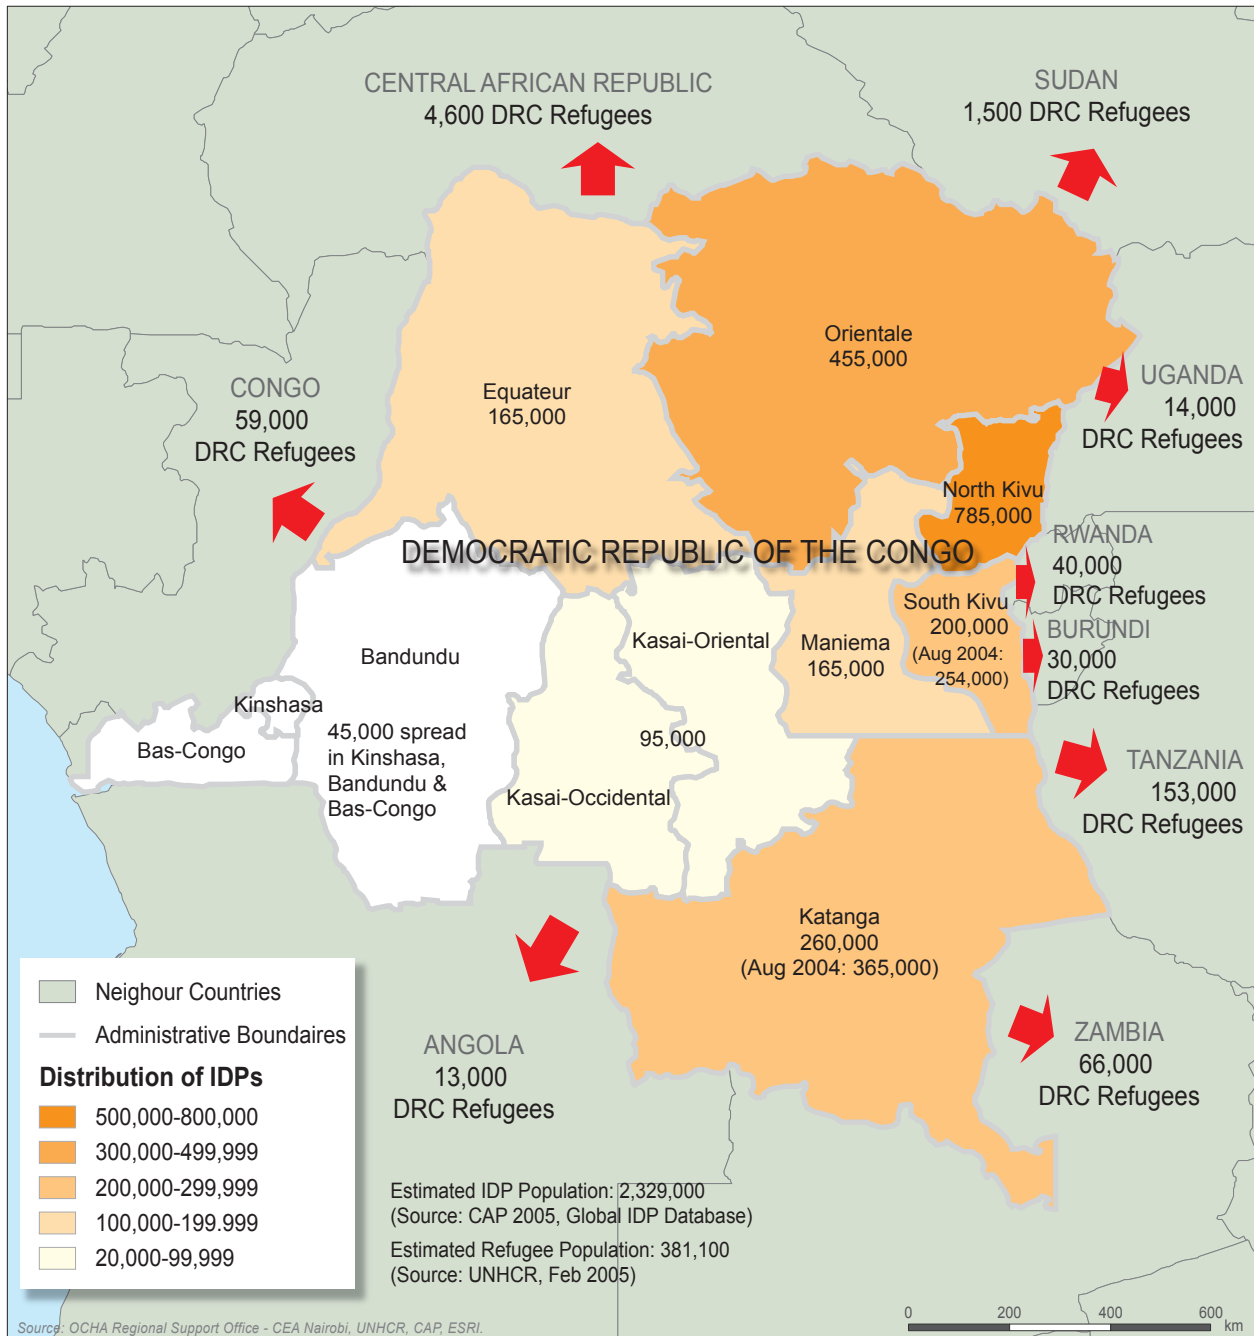 CENTRAL AFRICAN REPUBLIC
4,600 DRC Refugees
SUDAN
1,500 DRC Refugees
Orientale
455,000
UGANDA
14,000
DRC Refugees
CONGO
59,000
DRC Refugees
Equateur
165,000
North Kivu
785,000
DEMOCRATIC REPUBLIC OF THE CONGO
RWANDA
40,000
DRC Refugees
South Kivu
200,000
(Aug 2004:
254,000)
BURUNDI
30,000
DRC Refugees
Kasai-Oriental
Maniema
165,000
Bandundu
Kinshasa
Bas-Congo
45,000 spread
in Kinshasa,
Bandundu &
Bas-Congo
95,000
Kasai-Occidental
TANZANIA
153,000
DRC Refugees
Katanga
260,000
(Aug 2004: 365,000)
ANGOLA
13,000
DRC Refugees
ZAMBIA
66,000
DRC Refugees
Neighour Countries
Administrative Boundaires
Distribution of IDPs
500,000-800,000
300,000-499,999
200,000-299,999
100,000-199.999
20,000-99,999
Estimated IDP Population: 2,329,000
(Source: CAP 2005, Global IDP Database)
Estimated Refugee Population: 381,100
(Source: UNHCR, Feb 2005)
0 200 400 600
km
Source: OCHA Regional Support Office - CEA Nairobi, UNHCR, CAP, ESRI.